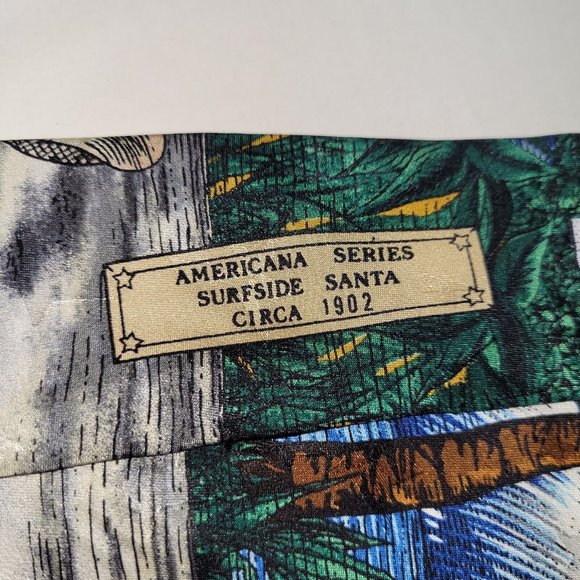 AMERICANA SERIES
SURFSIDE SANTA
CIRCA 1902